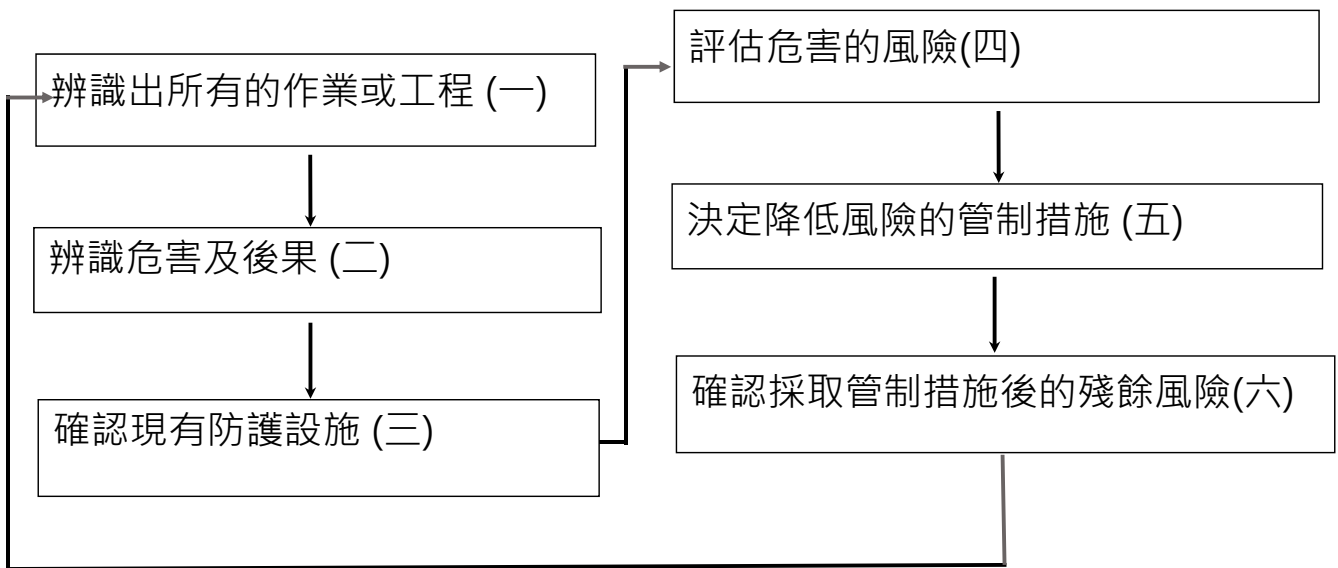 辨識出所有的作業或工程 (一)
辨識危害及後果 (二)
確認現有防護設施 (三)
評估危害的風險(四)
決定降低風險的管制措施 (五)
確認採取管制措施後的殘餘風險(六)